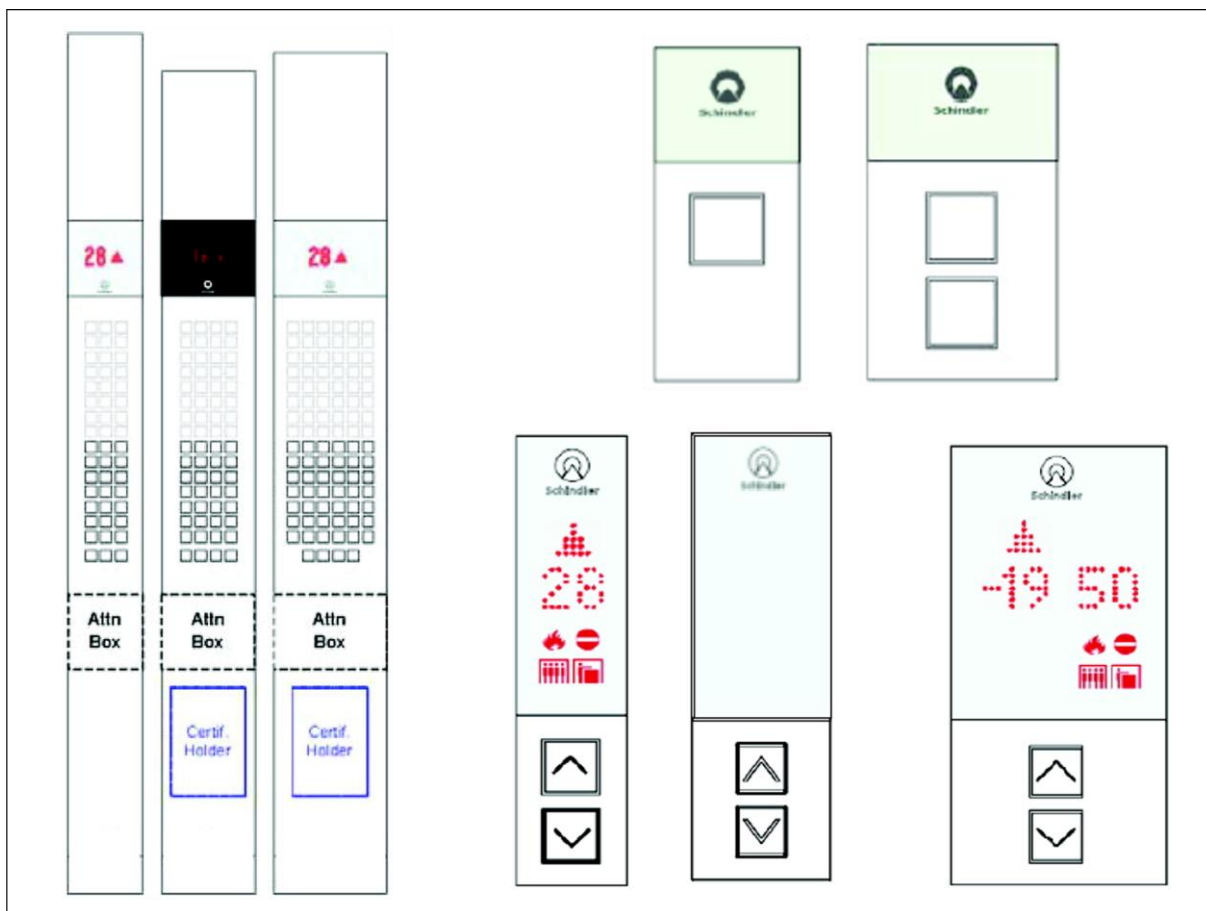 28
28
Attn
Box
Attn
Box
Attn
Box
Certif.
Holder
Certif.
Holder
Schindler
Schindler
Schindler
28
Schindler
Schindler
-19 50